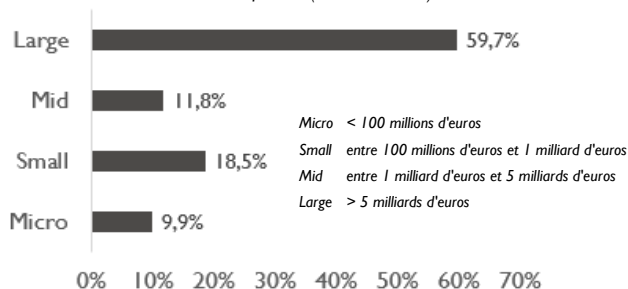 Large 59,7%
Mid 11,8%
Small 18,5%
Micro 9,9%
Micro < 100 millions d'euros
Small entre 100 millions d'euros et 1 milliard d'euros
Mid entre 1 milliard d'euros et 5 milliards d'euros
Large > 5 milliards d'euros
0% 10% 20% 30% 40% 50% 60% 70%